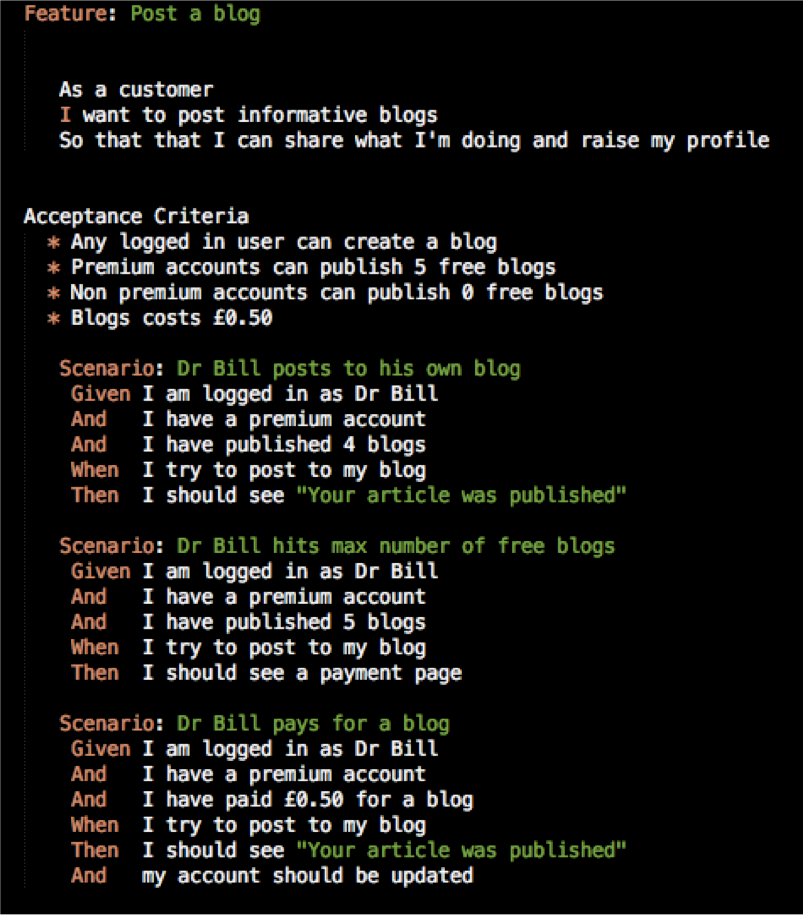 Feature: Post a blog
As a customer
I want to post informative blogs
So that that I can share what I'm doing and raise my profile
Acceptance Criteria
* Any logged in user can create a blog
* Premium accounts can publish 5 free blogs
* Non premium accounts can publish 0 free blogs
* Blogs costs £0.50
Scenario: Dr Bill posts to his own blog
Given I am logged in as Dr Bill
And I have a premium account
And I have published 4 blogs
When I try to post to my blog
Then I should see "Your article was published"
Scenario: Dr Bill hits max number of free blogs
Given I am logged in as Dr Bill
And I have a premium account
And I have published 5 blogs
When I try to post to my blog
Then I should see a payment page
Scenario: Dr Bill pays for a blog
Given I am logged in as Dr Bill
And I have a premium account
And I have paid £0.50 for a blog
When I try to post to my blog
Then I should see "Your article was published"
And my account should be updated